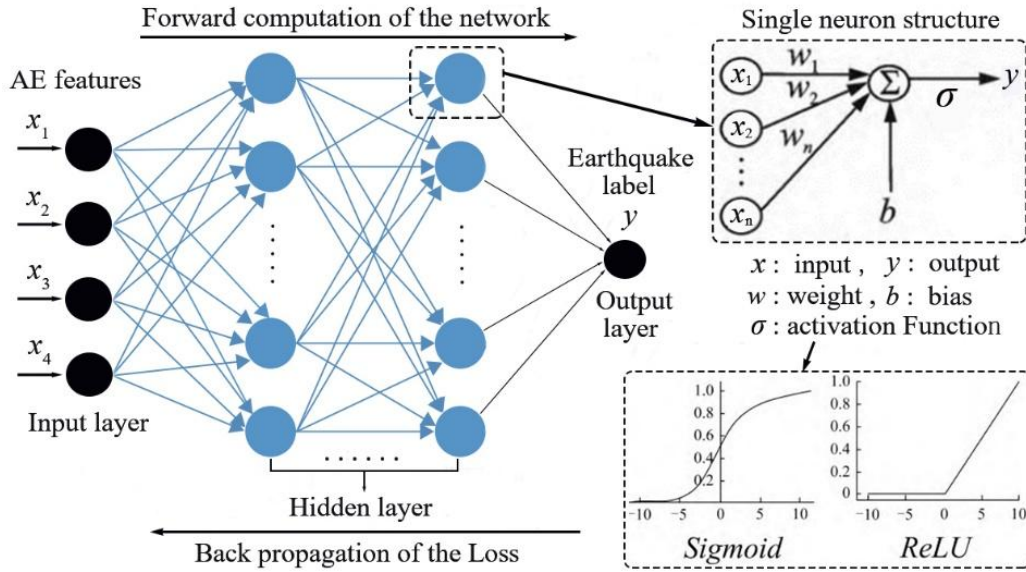 Forward computation of the network
AE features
x1
x2
x3
x4
Input layer
......
......
......
Hidden layer
Back propagation of the Loss
Earthquake
label
y
Output
layer
Single neuron structure
x1
x2
xn
w1
w2
wn
Σ
σ
y
b
x : input , y : output
w : weight , b : bias
σ : activation Function
1.0
0.8
0.6
0.4
0.2
-10 -5 0 5 10
Sigmoid
1.0
0.8
0.6
0.4
0.2
0
-10 -5 0 5 10
ReLU